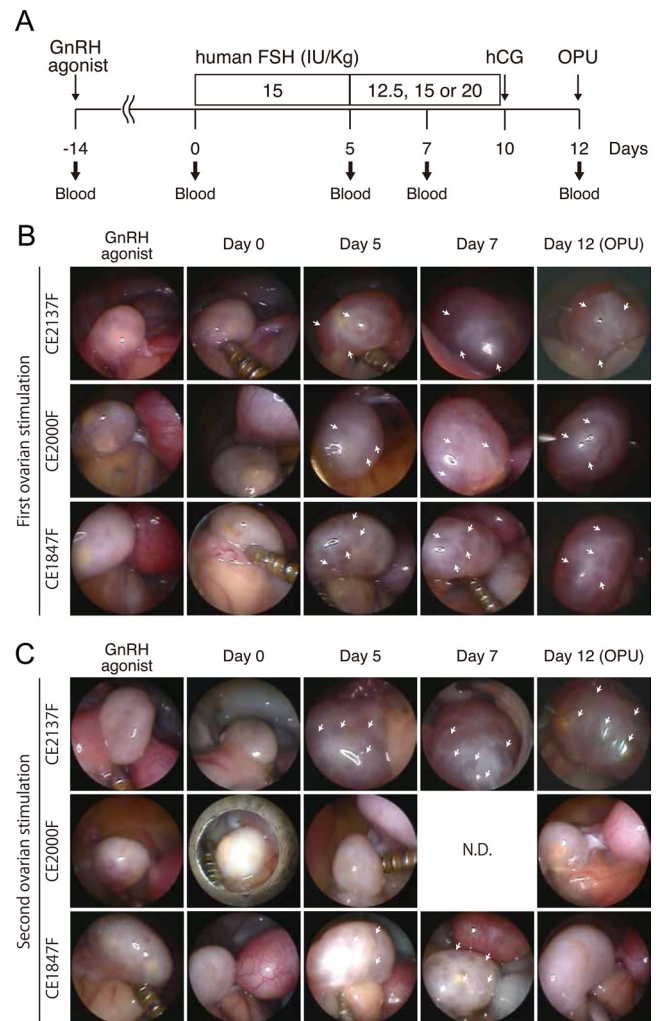 A
GnRH
agonist
human FSH (IU/Kg)
hCG
OPU
15
12.5, 15 or 20
-14
0
5
7
10
12
Days
Blood
Blood
Blood
Blood
Blood
B
GnRH
agonist
Day 0
Day 5
Day 7
Day 12 (OPU)
First ovarian stimulation
CE2137F
CE2000F
CE1847F
C
GnRH
agonist
Day 0
Day 5
Day 7
Day 12 (OPU)
Second ovarian stimulation
CE2137F
CE2000F
N.D.
CE1847F